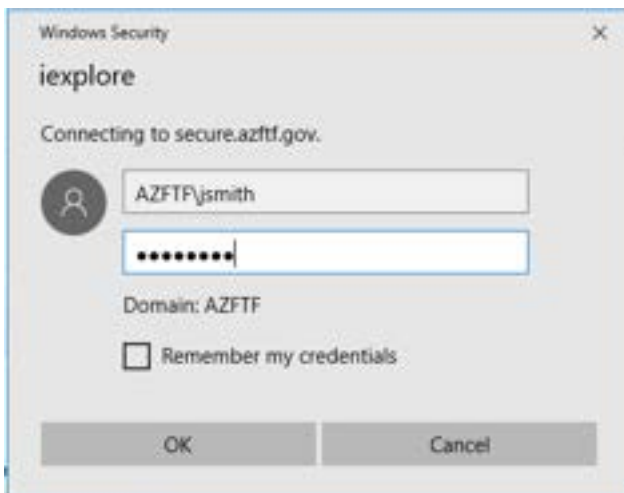 Windows Security
iexplore
Connecting to secure.azftf.gov.
AZFTF\jsmith
●●●●●●●●
Domain: AZFTF
Remember my credentials
OK
Cancel